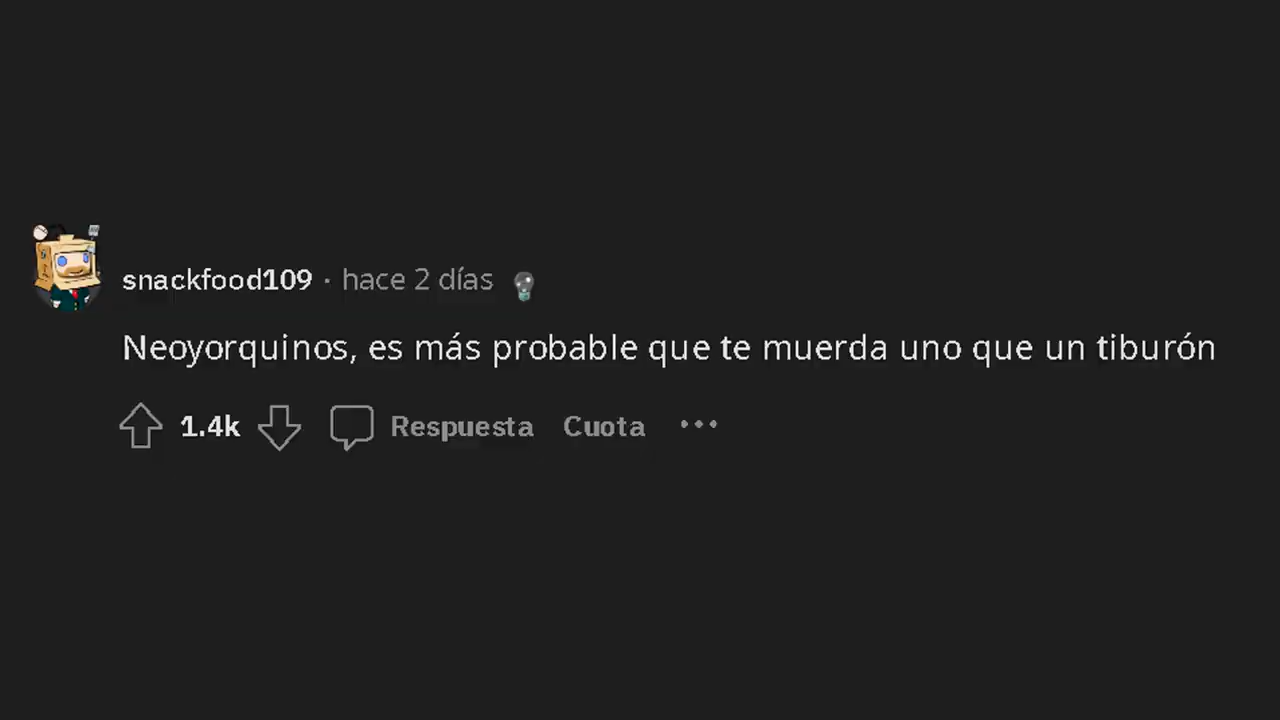 snackfood109 · hace 2 días
Neoyorquinos, es más probable que te muerda uno que un tiburón
1.4k Respuesta Cuota •••